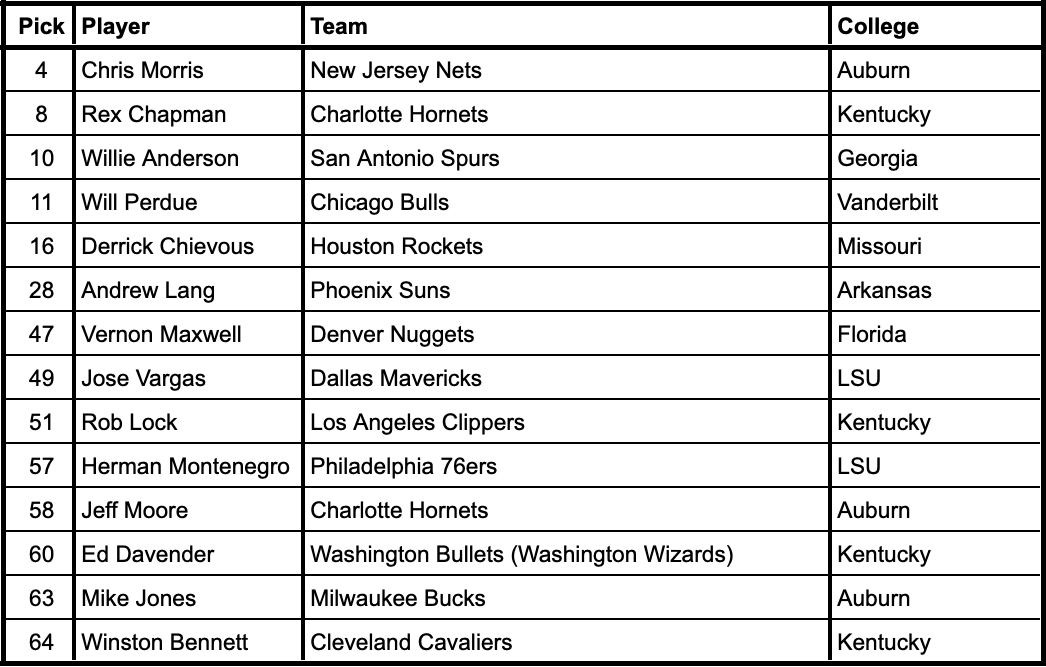 Pick Player Team College
4 Chris Morris New Jersey Nets Auburn
8 Rex Chapman Charlotte Hornets Kentucky
10 Willie Anderson San Antonio Spurs Georgia
11 Will Perdue Chicago Bulls Vanderbilt
16 Derrick Chievous Houston Rockets Missouri
28 Andrew Lang Phoenix Suns Arkansas
47 Vernon Maxwell Denver Nuggets Florida
49 Jose Vargas Dallas Mavericks LSU
51 Rob Lock Los Angeles Clippers Kentucky
57 Herman Montenegro Philadelphia 76ers LSU
58 Jeff Moore Charlotte Hornets Auburn
60 Ed Davender Washington Bullets (Washington Wizards) Kentucky
63 Mike Jones Milwaukee Bucks Auburn
64 Winston Bennett Cleveland Cavaliers Kentucky